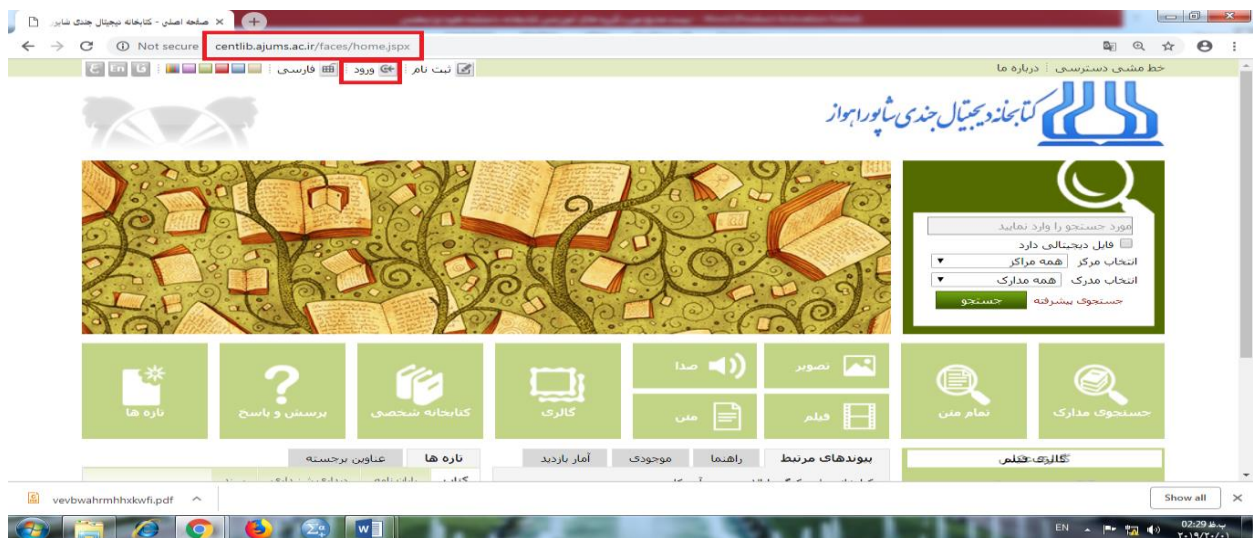 صفحه اصلی - کتابخانه دیجیتال جندی شاپور
Not secure
centlib.ajums.ac.ir/faces/home.jspx
خط مشی دسترسی
درباره ما
ثبت نام
ورود
فارسی
En
کتابخانه دیجیتال جندی شاپور اهواز
مورد جستجو را وارد نمایید
فایل دیجیتالی دارد
انتخاب مرکز همه مراکز
انتخاب مدرک همه مدارک
جستجوی پیشرفته جستجو
جستجوی مدارک
تمام متن
تصویر
صدا
فیلم
متن
گالری
کتابخانه شخصی
پرسش و پاسخ
تازه ها
پیوندهای مرتبط
راهنما
موجودی
آمار بازدید
تازه ها
عناوین برجسته
vevbwahrmhhxkwfi.pdf
Show all
EN
02:29 ب.ظ